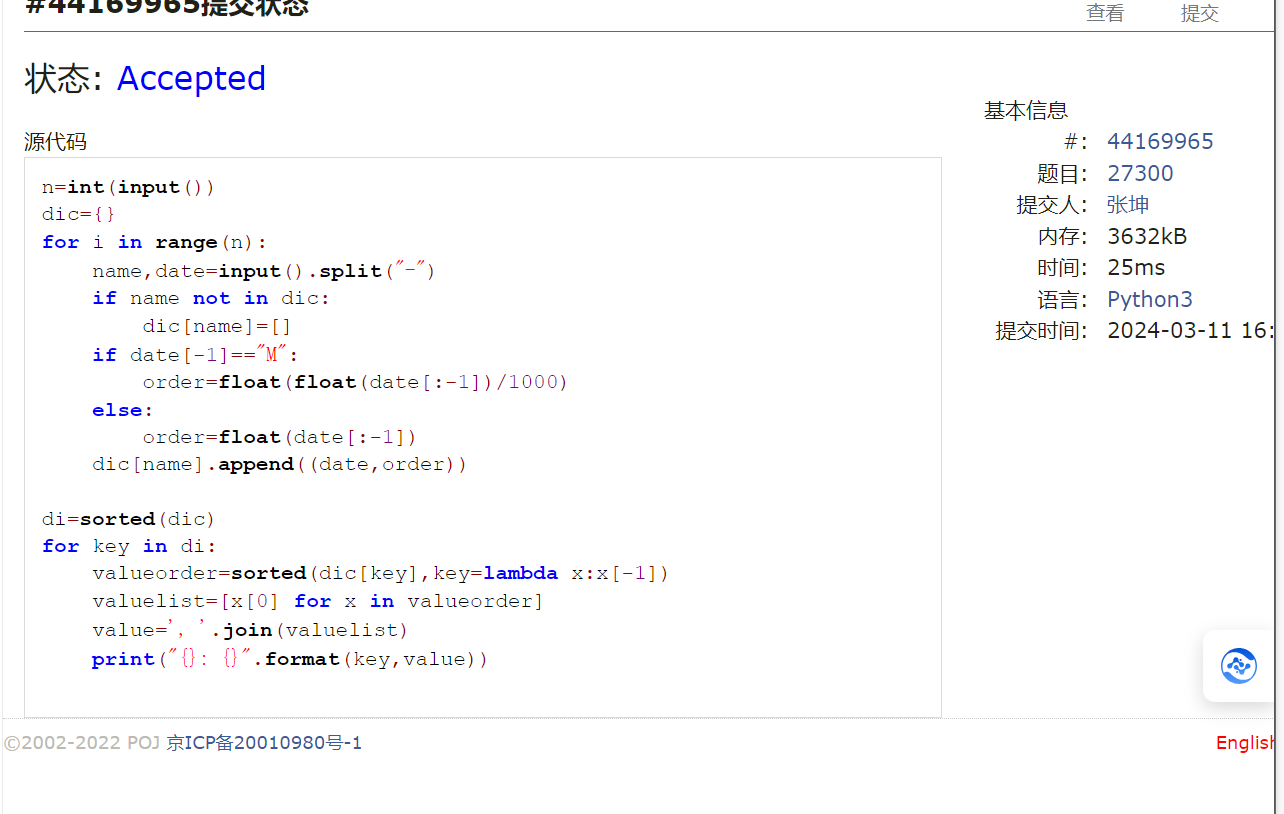 #44169965提交状态
查看 提交
状态: Accepted
源代码
n=int(input())
dic={}
for i in range(n):
    name,date=input().split("-")
    if name not in dic:
        dic[name]=[]
    if date[-1]=="M":
        order=float(float(date[:-1])/1000)
    else:
        order=float(date[:-1])
    dic[name].append((date,order))
di=sorted(dic)
for key in di:
    valueorder=sorted(dic[key],key=lambda x:x[-1])
    valuelist=[x[0] for x in valueorder]
    value=', '.join(valuelist)
    print("{}: {}".format(key,value))
基本信息
#: 44169965
题目: 27300
提交人: 张坤
内存: 3632kB
时间: 25ms
语言: Python3
提交时间: 2024-03-11 16:
©2002-2022 POJ 京ICP备20010980号-1
English